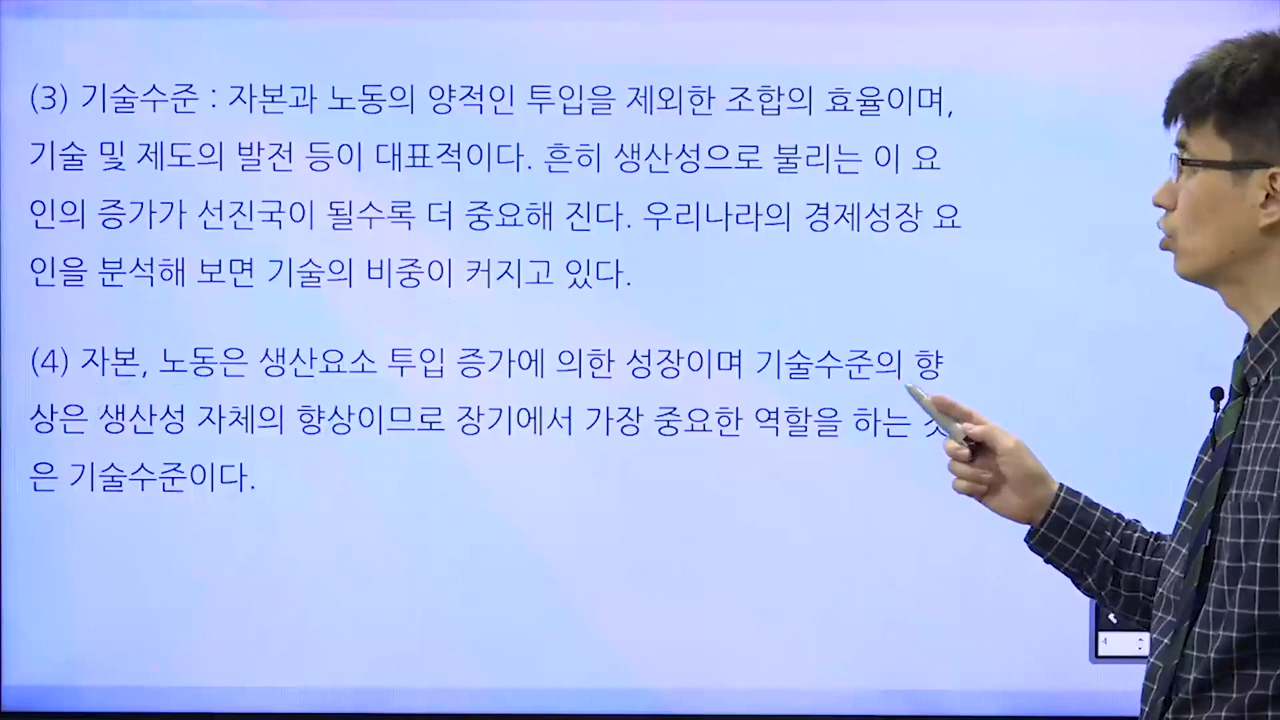 (3) 기술수준 : 자본과 노동의 양적인 투입을 제외한 조합의 효율이며,
기술 및 제도의 발전 등이 대표적이다. 흔히 생산성으로 불리는 이 요
인의 증가가 선진국이 될수록 더 중요해 진다. 우리나라의 경제성장 요
인을 분석해 보면 기술의 비중이 커지고 있다.
(4) 자본, 노동은 생산요소 투입 증가에 의한 성장이며 기술수준의 향
상은 생산성 자체의 향상이므로 장기에서 가장 중요한 역할을 하는 것
은 기술수준이다.
4